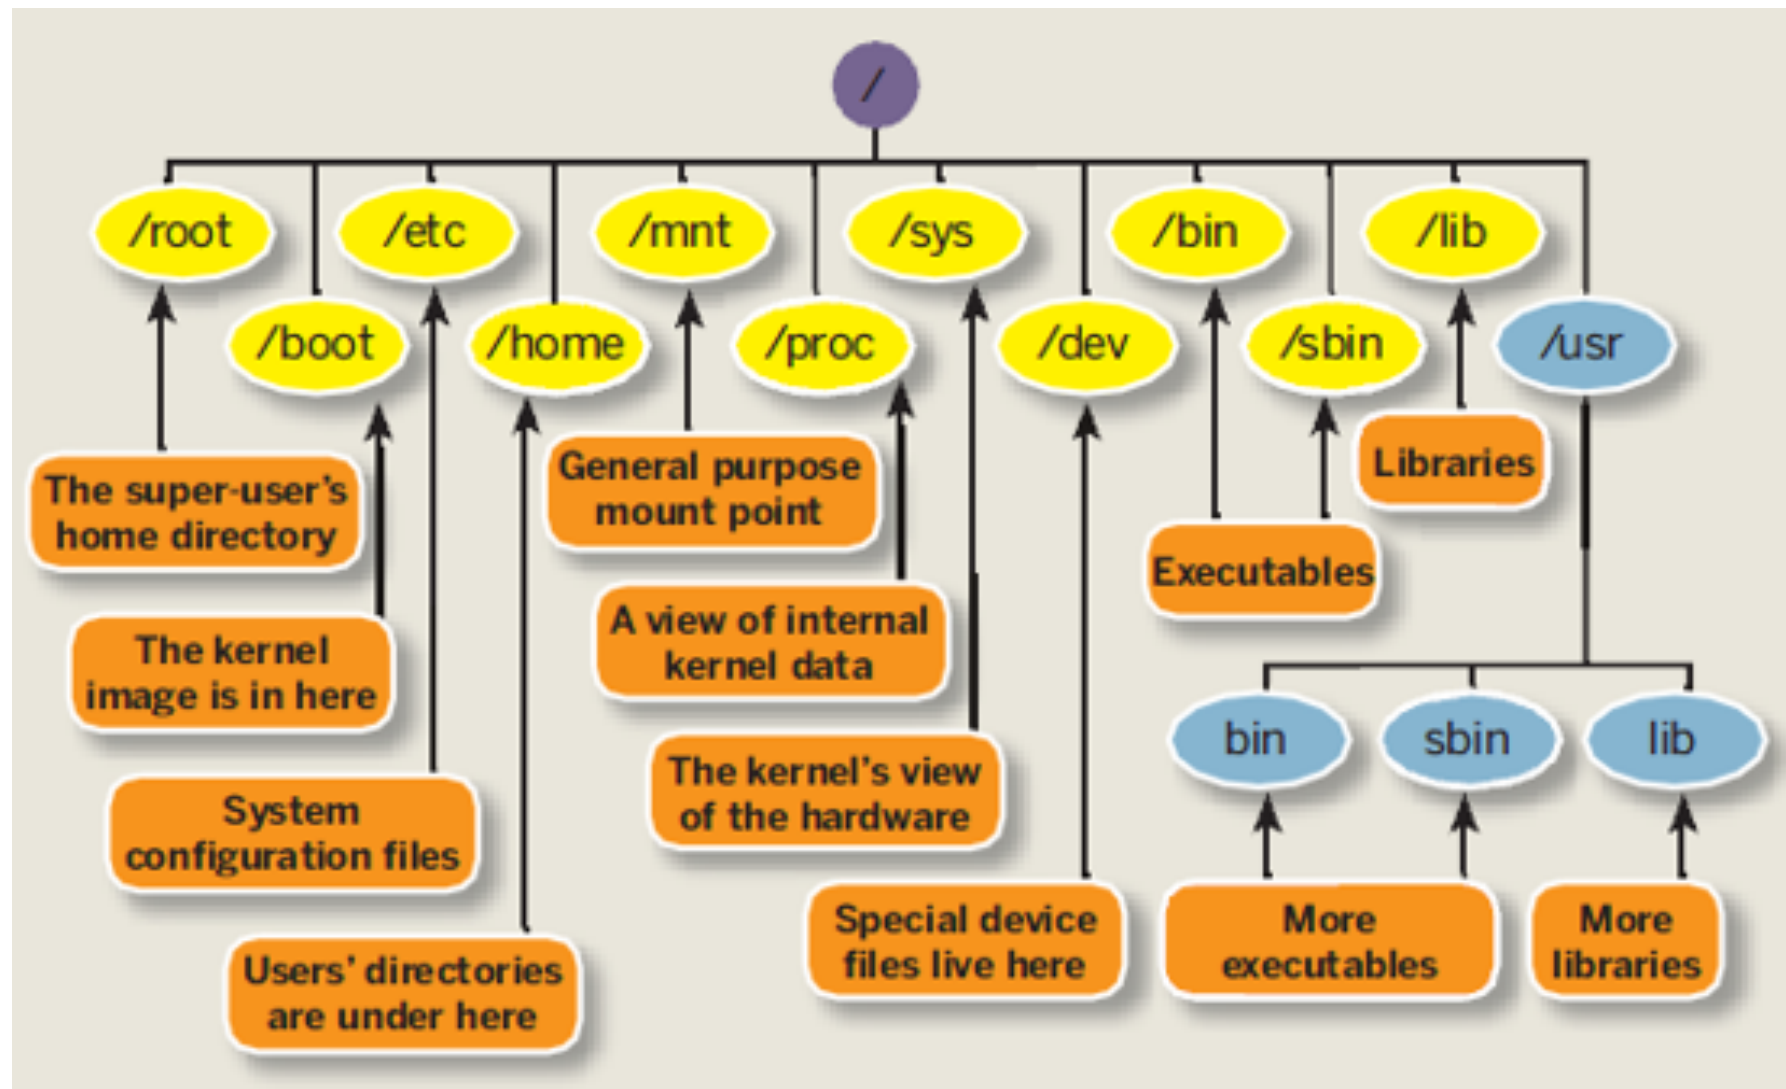 /
/root
/etc
/mnt
/sys
/bin
/lib
/boot
/home
/proc
/dev
/sbin
/usr
The super-user’s
home directory
General purpose
mount point
Libraries
Executables
The kernel
image is in here
A view of internal
kernel data
bin
sbin
lib
System
configuration files
The kernel’s view
of the hardware
Users’ directories
are under here
Special device
files live here
More
executables
More
libraries